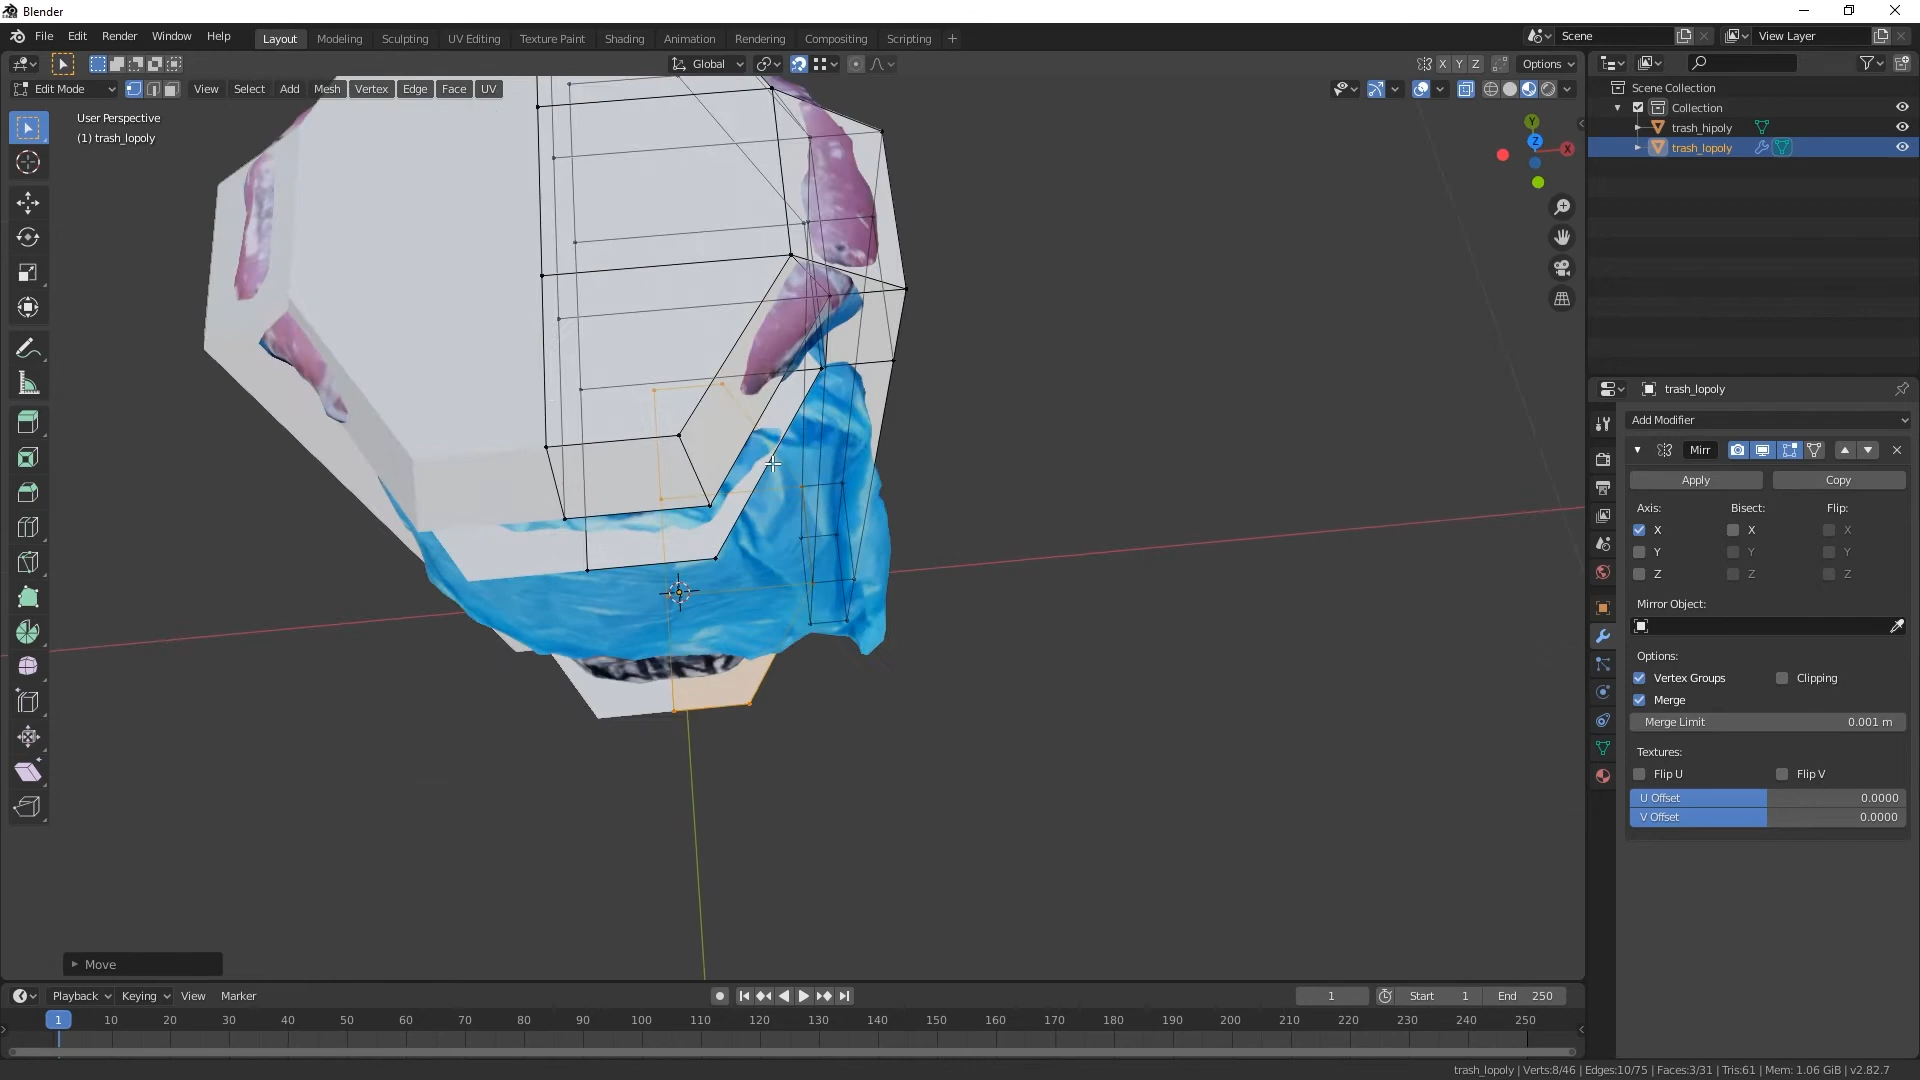 Blender
File Edit Render Window Help
Layout Modeling Sculpting UV Editing Texture Paint Shading Animation Rendering Compositing Scripting +
Scene
View Layer
Global
X Y Z
Options
Edit Mode
View Select Add Mesh Vertex Edge Face UV
User Perspective
(1) trash_lopoly
Y
Z
X
Scene Collection
Collection
trash_hipoly
trash_lopoly
trash_lopoly
Add Modifier
Mirr
Apply
Copy
Axis:
Bisect:
Flip:
X
X
X
Y
Y
Y
Z
Z
Z
Mirror Object:
Options:
Vertex Groups
Clipping
Merge
Merge Limit 0.001 m
Textures:
Flip U
Flip V
U Offset 0.0000
V Offset 0.0000
Move
Playback Keying View Marker
1
Start 1
End 250
1 10 20 30 40 50 60 70 80 90 100 110 120 130 140 150 160 170 180 190 200 210 220 230 240 250
trash_lopoly | Verts:8/46 | Edges:10/75 | Faces:3/31 | Tris:61 | Mem: 1.06 GiB | v2.82.7